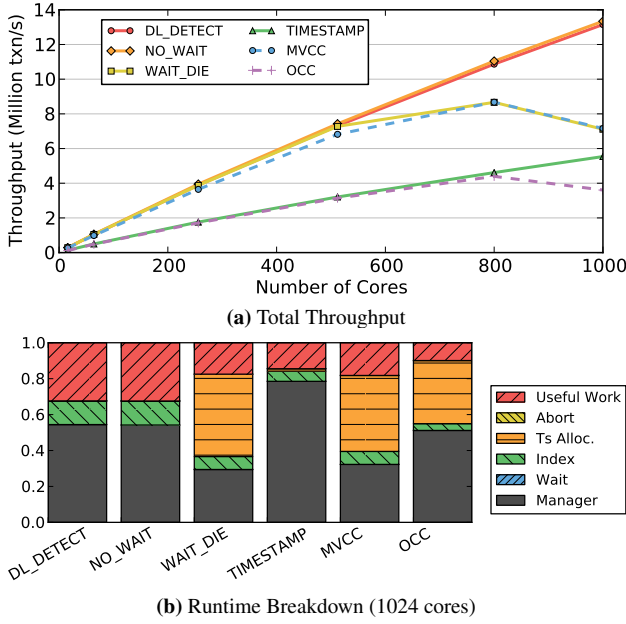 14
12
10
8
6
4
2
0
Throughput (Million txn/s)
DL_DETECT
NO_WAIT
WAIT_DIE
TIMESTAMP
MVCC
OCC
0 200 400 600 800 1000
Number of Cores
(a) Total Throughput
1.0
0.8
0.6
0.4
0.2
0.0
DL_DETECT NO_WAIT WAIT_DIE TIMESTAMP MVCC OCC
Useful Work
Abort
Ts Alloc.
Index
Wait
Manager
(b) Runtime Breakdown (1024 cores)